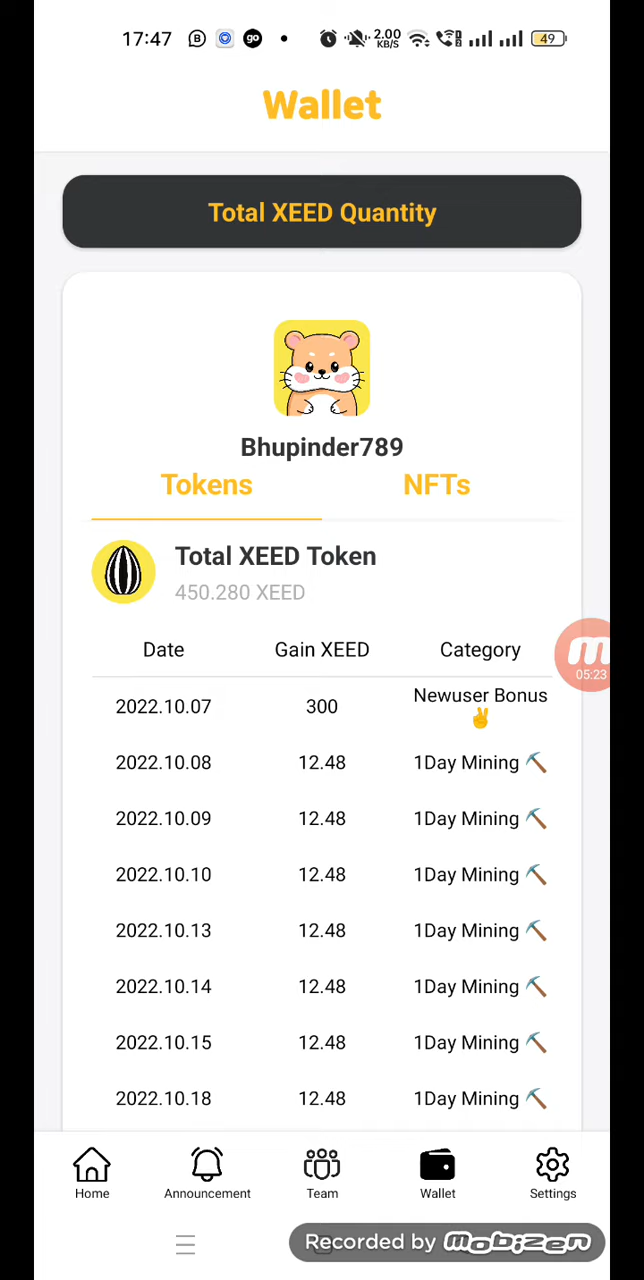 17:47 B go • 2.00 KB/S 49
Wallet
Total XEED Quantity
Bhupinder789
Tokens NFTs
Total XEED Token
450.280 XEED
Date Gain XEED Category
2022.10.07 300 Newuser Bonus ✌️
2022.10.08 12.48 1Day Mining ⛏️
2022.10.09 12.48 1Day Mining ⛏️
2022.10.10 12.48 1Day Mining ⛏️
2022.10.13 12.48 1Day Mining ⛏️
2022.10.14 12.48 1Day Mining ⛏️
2022.10.15 12.48 1Day Mining ⛏️
2022.10.18 12.48 1Day Mining ⛏️
m
05:23
Home Announcement Team Wallet Settings
Recorded by mobizen